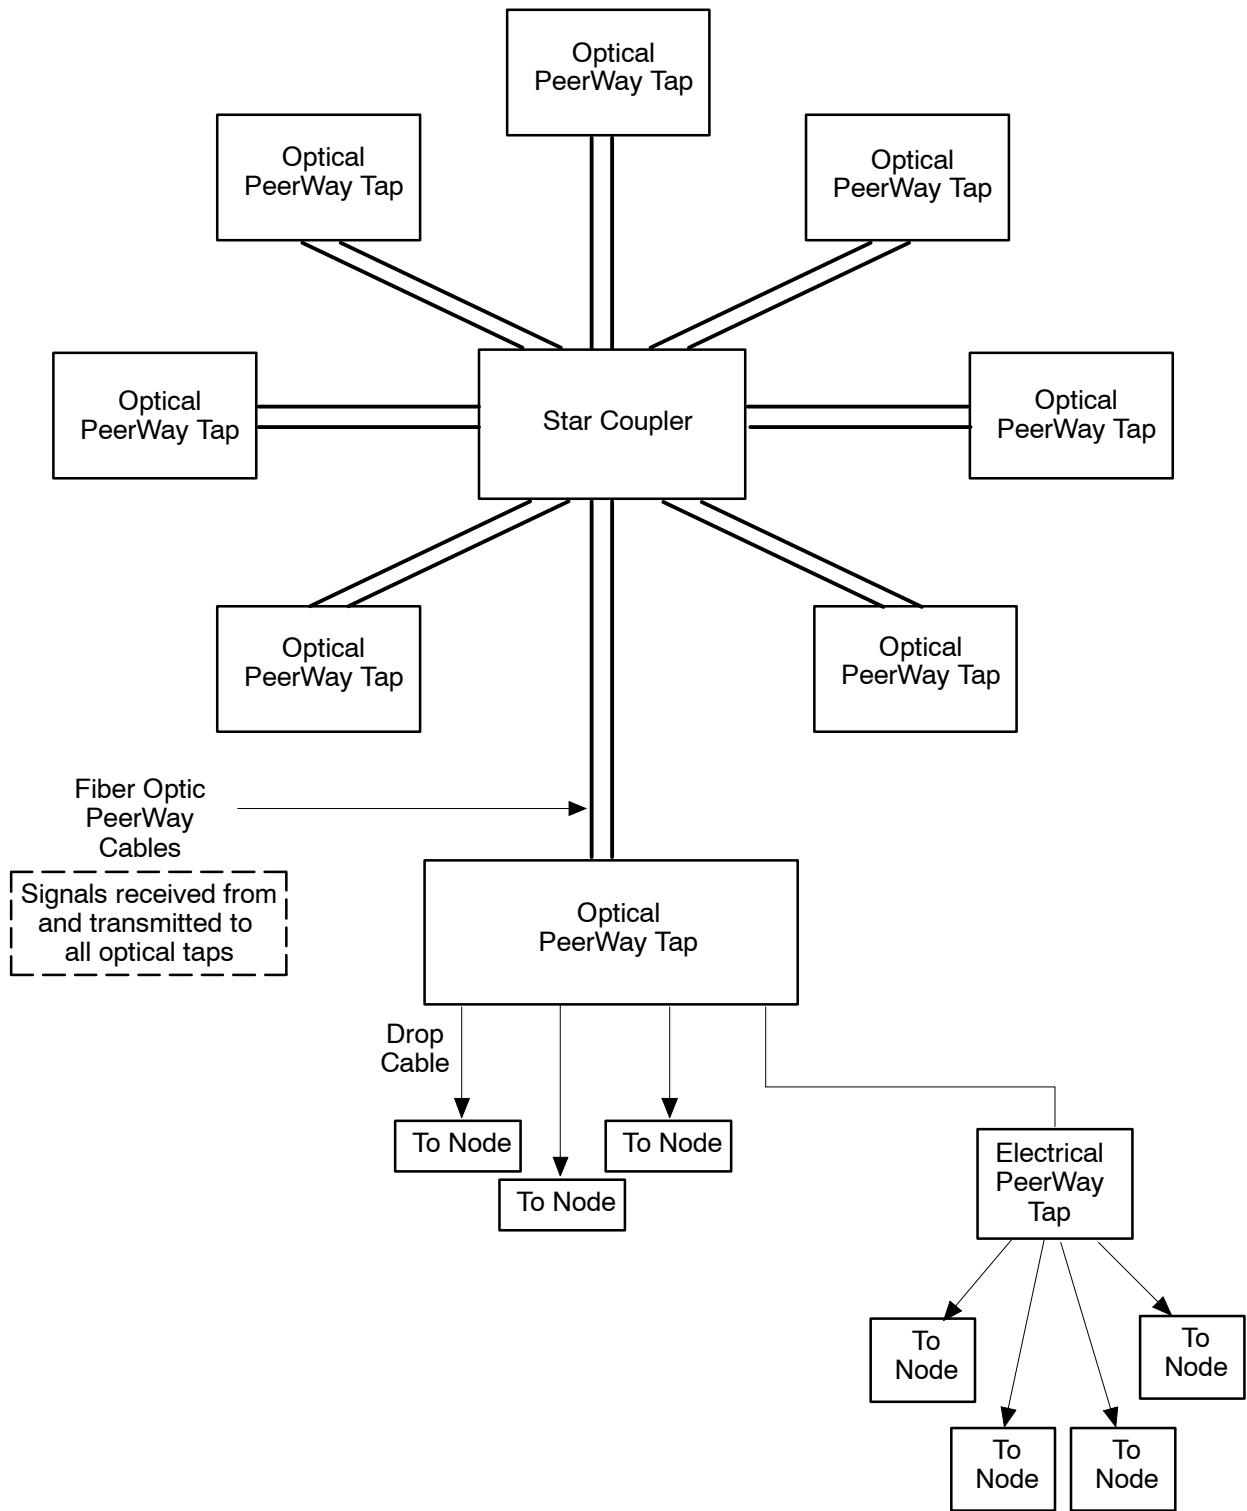 Optical
PeerWay Tap
Optical
PeerWay Tap
Optical
PeerWay Tap
Optical
PeerWay Tap
Star Coupler
Optical
PeerWay Tap
Optical
PeerWay Tap
Optical
PeerWay Tap
Fiber Optic
PeerWay
Cables
Signals received from
and transmitted to
all optical taps
Optical
PeerWay Tap
Drop
Cable
To Node
To Node
To Node
Electrical
PeerWay
Tap
To
Node
To
Node
To
Node
To
Node